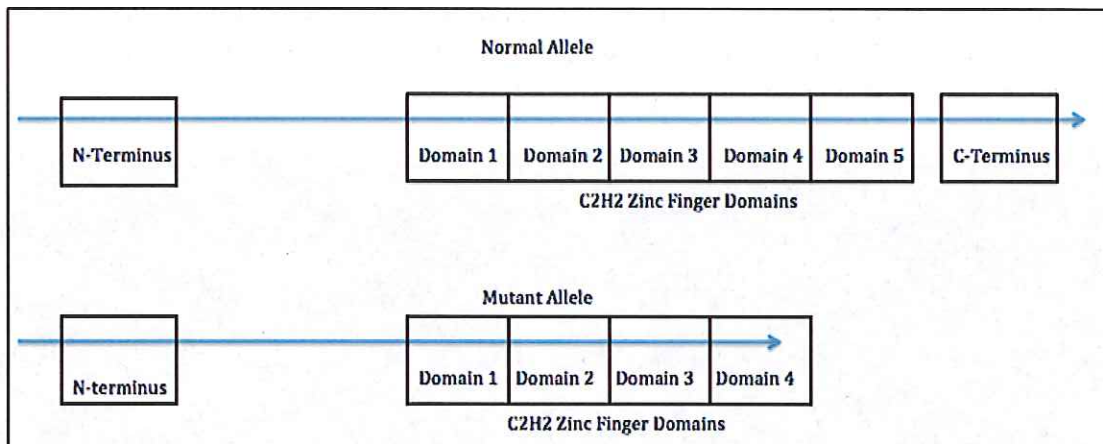 Normal Allele
N-Terminus Domain 1 Domain 2 Domain 3 Domain 4 Domain 5 C-Terminus
C2H2 Zinc Finger Domains
Mutant Allele
N-terminus Domain 1 Domain 2 Domain 3 Domain 4
C2H2 Zinc Finger Domains